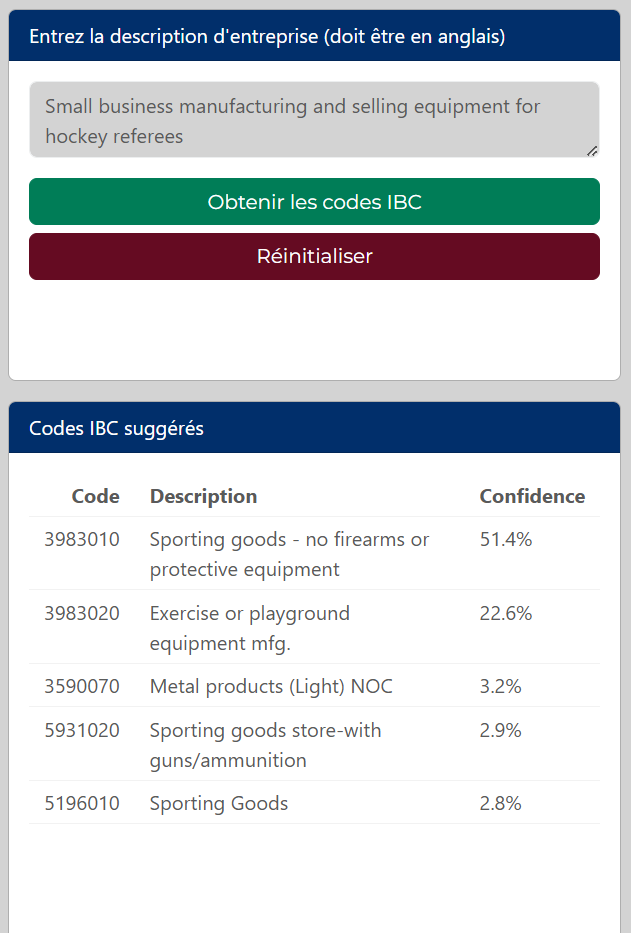 Entrez la description d'entreprise (doit être en anglais)
Small business manufacturing and selling equipment for
hockey referees
Obtenir les codes IBC
Réinitialiser
Codes IBC suggérés
Code Description Confidence
3983010 Sporting goods - no firearms or 51.4%
protective equipment
3983020 Exercise or playground 22.6%
equipment mfg.
3590070 Metal products (Light) NOC 3.2%
5931020 Sporting goods store-with 2.9%
guns/ammunition
5196010 Sporting Goods 2.8%